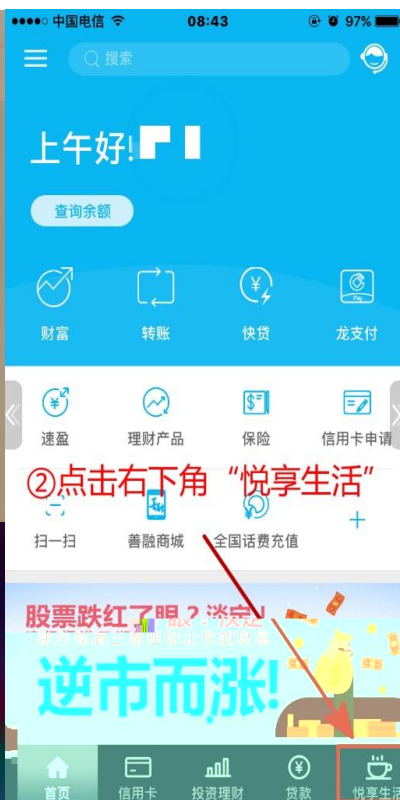 中国电信 08:43 97%
搜索
上午好!
查询余额
财富 转账 快贷 龙支付
速盈 理财产品 保险 信用卡申请
②点击右下角“悦享生活”
扫一扫 善融商城 全国话费充值
股票跌红了眼?淡定!
逆市而涨!
首页 信用卡 投资理财 贷款 悦享生活